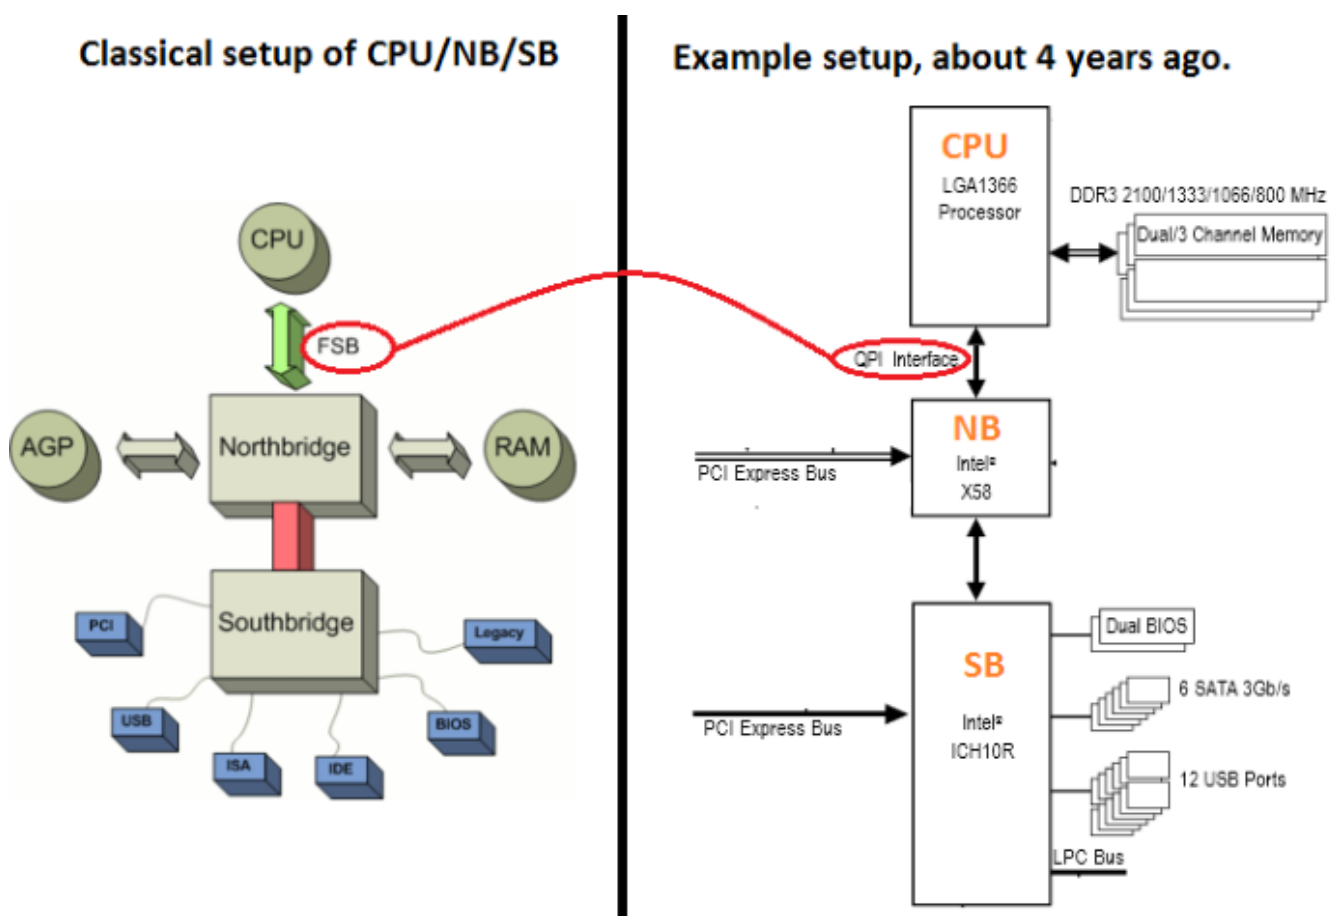 Classical setup of CPU/NB/SB
CPU
FSB
AGP
Northbridge
RAM
Southbridge
PCI
Legacy
USB
BIOS
ISA
IDE
Example setup, about 4 years ago.
CPU
LGA1366
Processor
DDR3 2100/1333/1066/800 MHz
Dual/3 Channel Memory
QPI Interface
NB
Intel®
X58
PCI Express Bus
SB
Intel®
ICH10R
PCI Express Bus
Dual BIOS
6 SATA 3Gb/s
12 USB Ports
LPC Bus